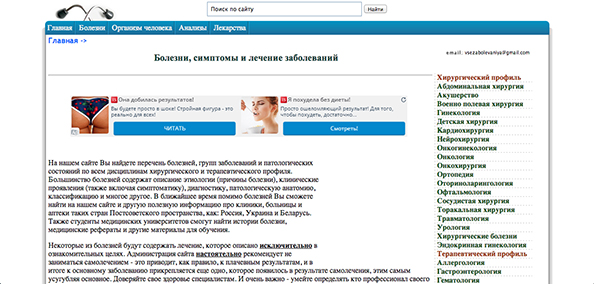 Поиск по сайту
Найти
Главная Болезни Организм человека Анализы Лекарства
Главная ->
e-mail: vsezabolevaniya@gmail.com
Болезни, симптомы и лечение заболеваний
Она добилась результатов!
Вы будете просто в шоке! Стройная фигура - это реально для всех!
ЧИТАТЬ
Я похудела без диеты!
Просто ошеломляющий результат! Для того, чтобы похудеть, достаточно...
Смотреть!
На нашем сайте Вы найдете перечень болезней, групп заболеваний и патологических
состояний по всем дисциплинам хирургического и терапевтического профиля.
Большинство болезней содержат описание этиологии (причины болезни), клинические
проявления (также включая симптоматику), диагностику, патологическую анатомию,
классификацию и многое другое. В ближайшее время помимо болезней Вы сможете
найти на нашем сайте и другую полезную информацию про клиники, больницы и
аптеки таких стран Постсоветского пространства, как: Россия, Украина и Беларусь.
Также студенты медицинских университетов смогут найти истории болезни,
медицинские рефераты и другие материалы для обучения.
Некоторые из болезней будут содержать лечение, которое описано исключительно в
ознакомительных целях. Администрация сайта настоятельно рекомендует не
заниматься самолечением - это приводит, как правило, к плачевным результатам, и в
итоге к основному заболеванию прикрепляется еще одно, которое появилось в результате самолечения, этим самым
усугубляя основное. Доверяйте свое здоровье специалистам. И очень важно - умейте определять кто профессионал своего
Хирургический профиль
Абдоминальная хирургия
Акушерство
Военно полевая хирургия
Гинекология
Детская хирургия
Кардиохирургия
Нейрохирургия
Онкогинекология
Онкология
Онкохирургия
Ортопедия
Оториноларингология
Офтальмология
Сосудистая хирургия
Торакальная хирургия
Травматология
Урология
Хирургические болезни
Эндокринная гинекология
Терапевтический профиль
Аллергология
Гастроэнтерология
Гематология